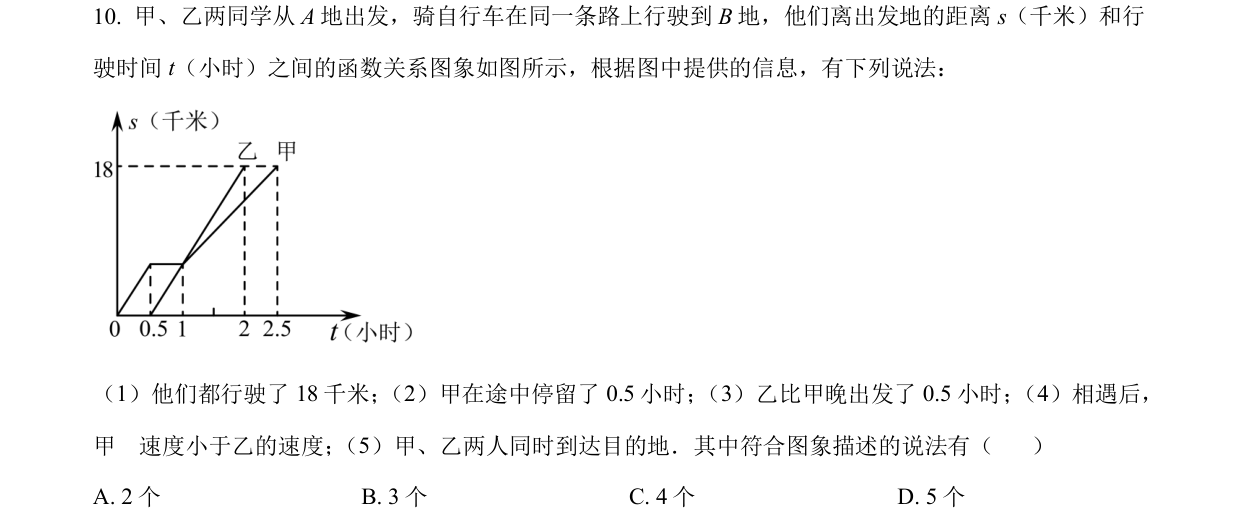 10. 甲、乙两同学从 A 地出发，骑自行车在同一条路上行驶到 B 地，他们离出发地的距离 s（千米）和行
驶时间 t（小时）之间的函数关系图象如图所示，根据图中提供的信息，有下列说法：
s（千米）
乙 甲
18
0 0.5 1 2 2.5 t（小时）
（1）他们都行驶了 18 千米；（2）甲在途中停留了 0.5 小时；（3）乙比甲晚出发了 0.5 小时；（4）相遇后，
甲 速度小于乙的速度；（5）甲、乙两人同时到达目的地．其中符合图象描述的说法有（ ）
A. 2 个 B. 3 个 C. 4 个 D. 5 个